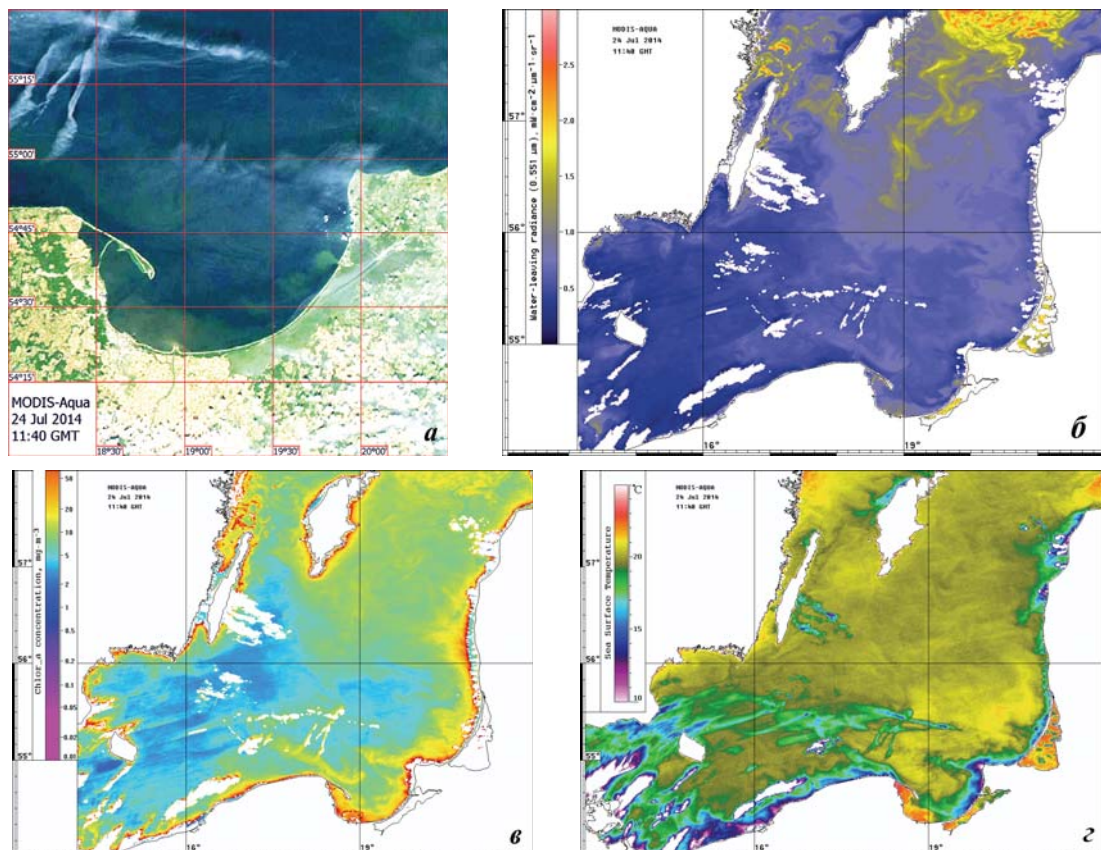 55°15'
55°00'
54°45'
54°30'
54°15'
MODIS-Aqua
24 Jul 2014
11:40 GMT
18°30'
19°00'
19°30'
20°00'
а
Water-leaving radiance (0.551 μm), mW·cm⁻²·μm⁻¹·sr⁻¹
2.5
2.0
1.5
1.0
0.5
MODIS-AQUA
24 Jul 2014
11:40 GMT
57°
56°
55°
16°
19°
б
Chlor_a concentration, mg·m⁻³
50
20
10
5
2
1
0.5
0.2
0.1
0.05
0.02
0.01
MODIS-AQUA
24 Jul 2014
11:40 GMT
57°
56°
55°
16°
19°
в
Sea Surface Temperature
°C
20
15
10
MODIS-AQUA
24 Jul 2014
11:40 GMT
57°
56°
55°
16°
19°
г